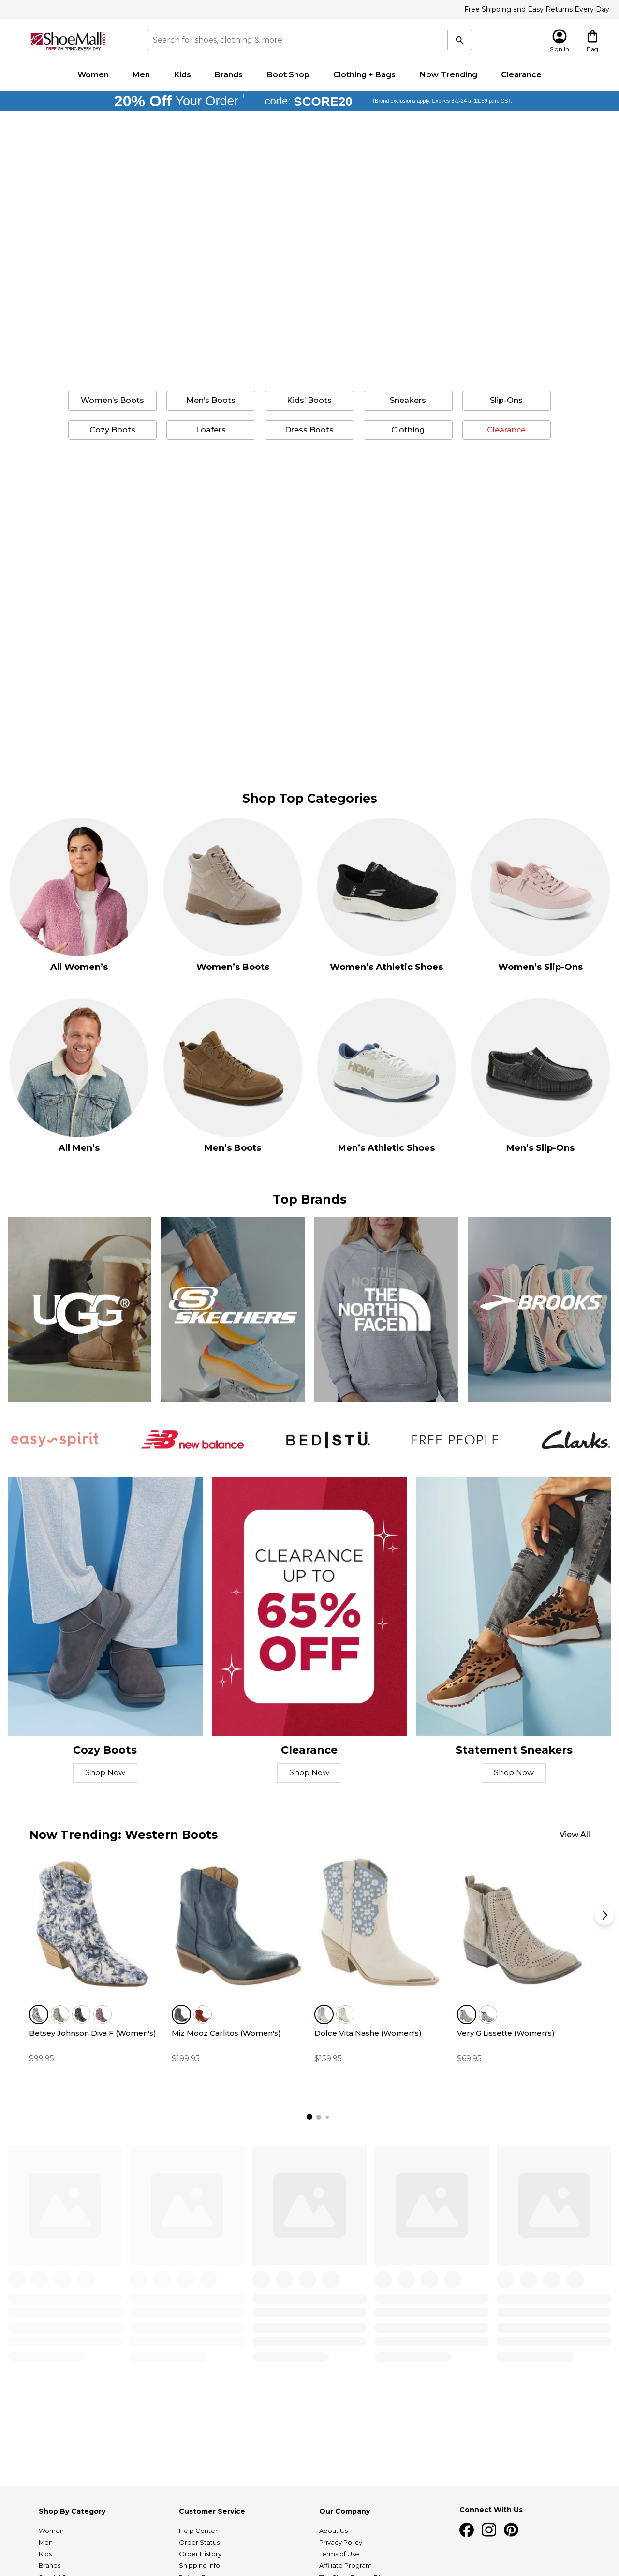 Free Shipping and Easy Returns Every Day
ShoeMall
FREE SHIPPING EVERY DAY
Search for shoes, clothing & more
Sign In
Bag
Women
Men
Kids
Brands
Boot Shop
Clothing + Bags
Now Trending
Clearance
20% Off Your Order †
code: SCORE20
†Brand exclusions apply. Expires 8-2-24 at 11:59 p.m. CST.
Women’s Boots
Men’s Boots
Kids’ Boots
Sneakers
Slip-Ons
Cozy Boots
Loafers
Dress Boots
Clothing
Clearance
Shop Top Categories
All Women’s
Women’s Boots
Women’s Athletic Shoes
Women’s Slip-Ons
HOKA
All Men’s
Men’s Boots
Men’s Athletic Shoes
Men’s Slip-Ons
Top Brands
UGG®
SKECHERS
THE NORTH
THE
NORTH
FACE
BROOKS
easy spirit
new balance
BED|STÜ.
FREE PEOPLE
Clarks.
CLEARANCE
UP TO
65%
OFF
Cozy Boots
Shop Now
Clearance
Shop Now
Statement Sneakers
Shop Now
Now Trending: Western Boots
View All
Betsey Johnson Diva F (Women's)
$99.95
Miz Mooz Carlitos (Women's)
$199.95
Dolce Vita Nashe (Women's)
$159.95
Very G Lissette (Women's)
$69.95
Shop By Category
Women
Men
Kids
Brands
Customer Service
Help Center
Order Status
Order History
Shipping Info
Our Company
About Us
Privacy Policy
Terms of Use
Affiliate Program
Connect With Us